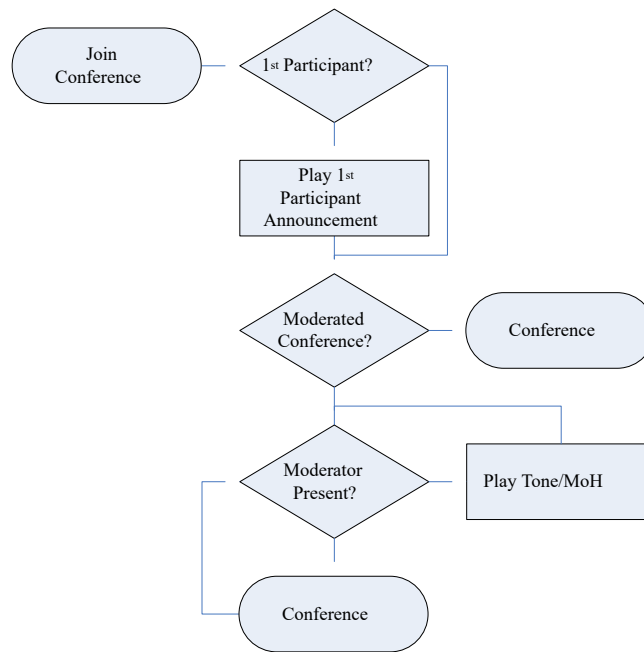 Join
Conference
1st Participant?
Play 1st
Participant
Announcement
Moderated
Conference?
Conference
Moderator
Present?
Play Tone/MoH
Conference